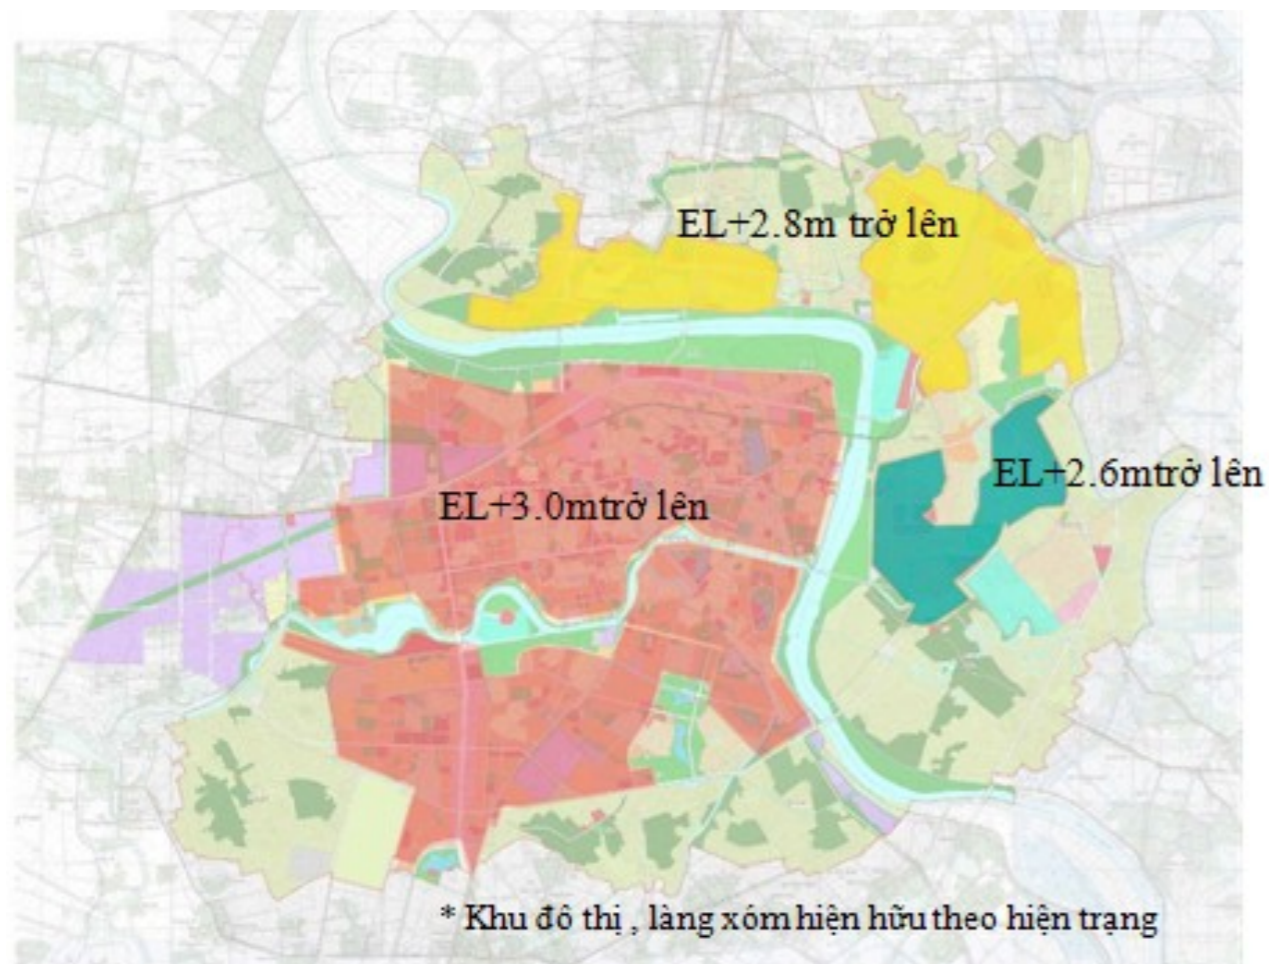 EL+2.8m trở lên
EL+2.6mtrở lên
EL+3.0mtrở lên
* Khu đô thị , làng xóm hiện hữu theo hiện trạng